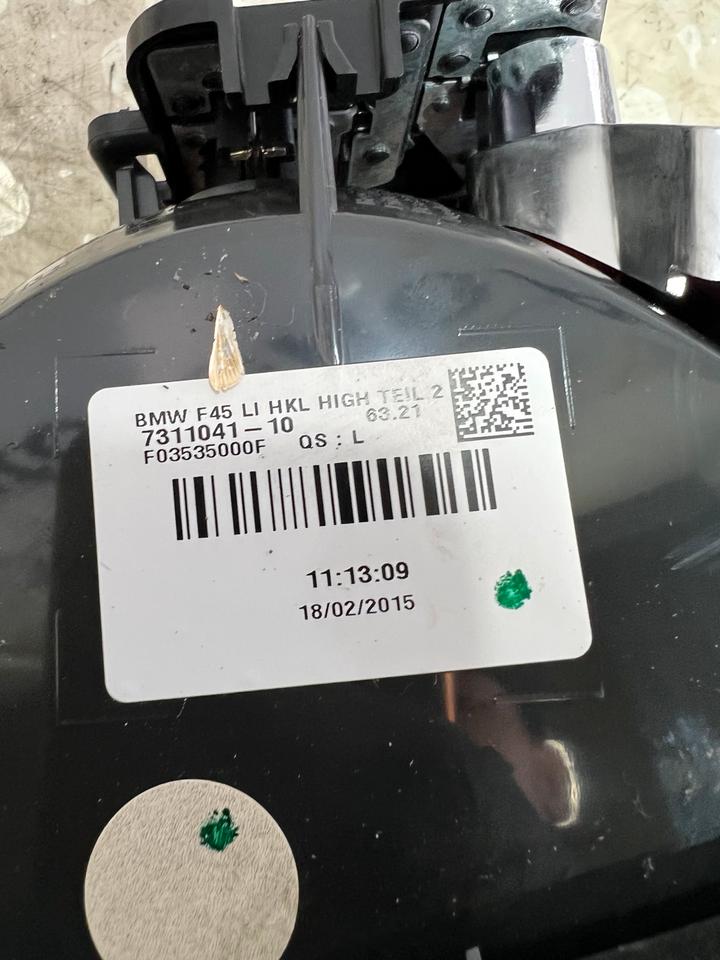 BMW F45 LI HKL HIGH TEIL 2
7311041-10 63.21
F03535000F QS : L
11:13:09
18/02/2015